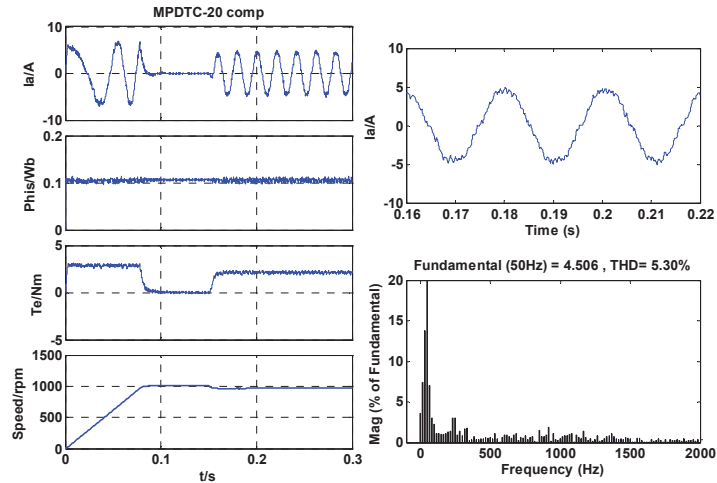 MPDTC-20 comp
10
0
-10
Ia/A
0.2
0.1
0
Phis/Wb
5
0
-5
Te/Nm
1500
1000
500
0
Speed/rpm
0 0.1 0.2 0.3
t/s
10
5
0
-5
-10
Ia/A
0.16 0.17 0.18 0.19 0.2 0.21 0.22
Time (s)
Fundamental (50Hz) = 4.506 , THD= 5.30%
20
15
10
5
0
Mag (% of Fundamental)
0 500 1000 1500 2000
Frequency (Hz)